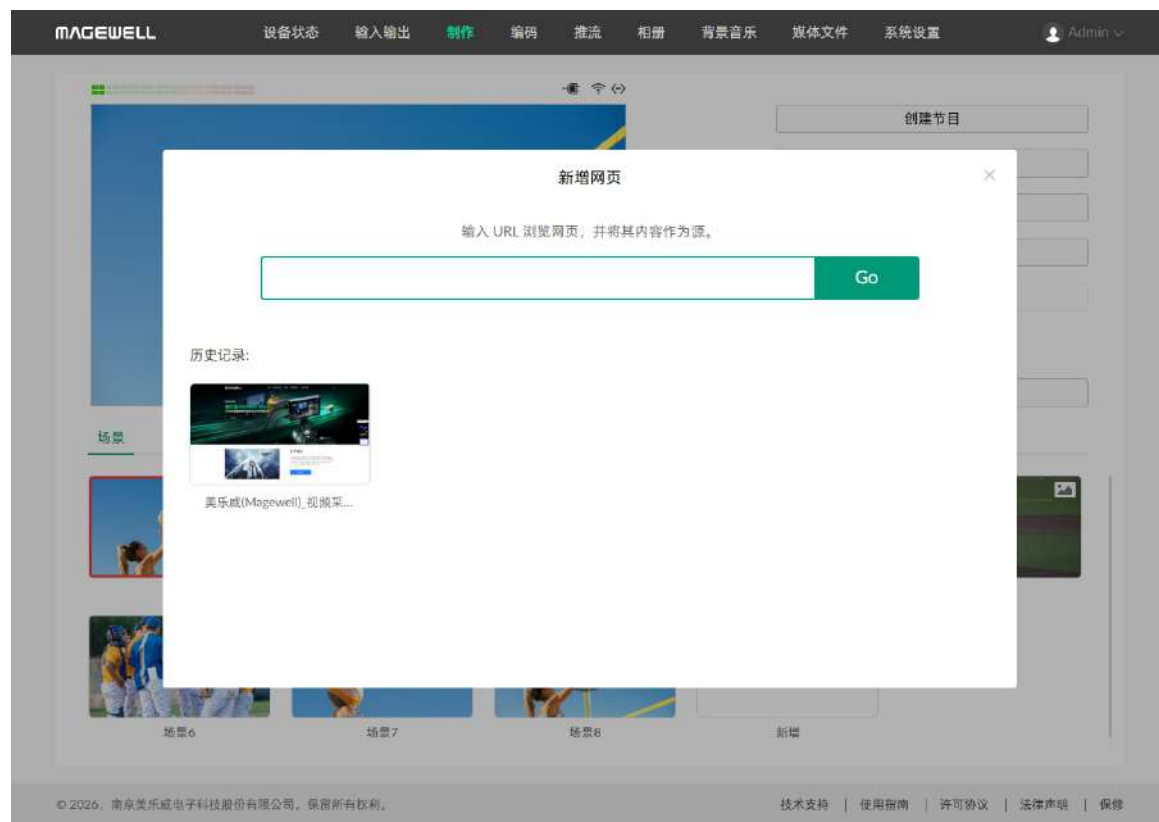 MAGEWELL
设备状态 输入输出 制作 编码 推流 相册 背景音乐 媒体文件 系统设置 Admin
创建节目
新增网页
输入 URL 浏览网页，并将其内容作为源。
Go
历史记录:
场景
美乐威(Magewell)_视频采...
场景6 场景7 场景8 新增
© 2026，南京美乐威电子科技股份有限公司。保留所有权利。 技术支持 | 使用指南 | 许可协议 | 法律声明 | 保修